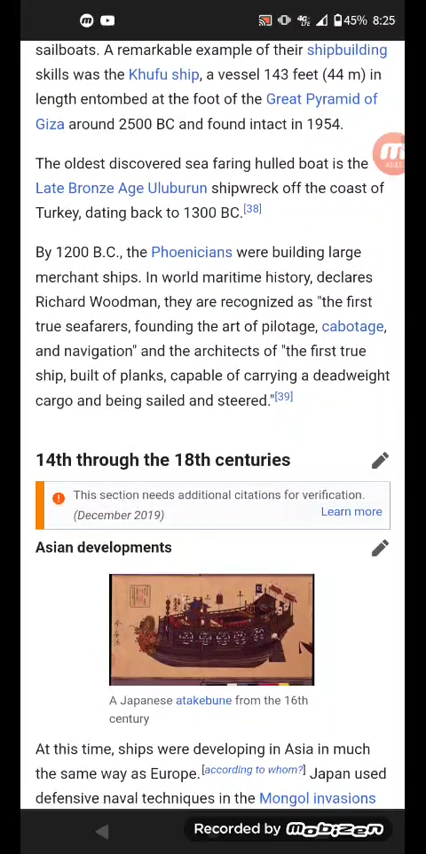 45% 8:25
sailboats. A remarkable example of their shipbuilding
skills was the Khufu ship, a vessel 143 feet (44 m) in
length entombed at the foot of the Great Pyramid of
Giza around 2500 BC and found intact in 1954.
The oldest discovered sea faring hulled boat is the
Late Bronze Age Uluburun shipwreck off the coast of
Turkey, dating back to 1300 BC.[38]
By 1200 B.C., the Phoenicians were building large
merchant ships. In world maritime history, declares
Richard Woodman, they are recognized as "the first
true seafarers, founding the art of pilotage, cabotage,
and navigation" and the architects of "the first true
ship, built of planks, capable of carrying a deadweight
cargo and being sailed and steered."[39]
14th through the 18th centuries
This section needs additional citations for verification.
(December 2019) Learn more
Asian developments
A Japanese atakebune from the 16th
century
At this time, ships were developing in Asia in much
the same way as Europe.[according to whom?] Japan used
defensive naval techniques in the Mongol invasions
Recorded by mobizen